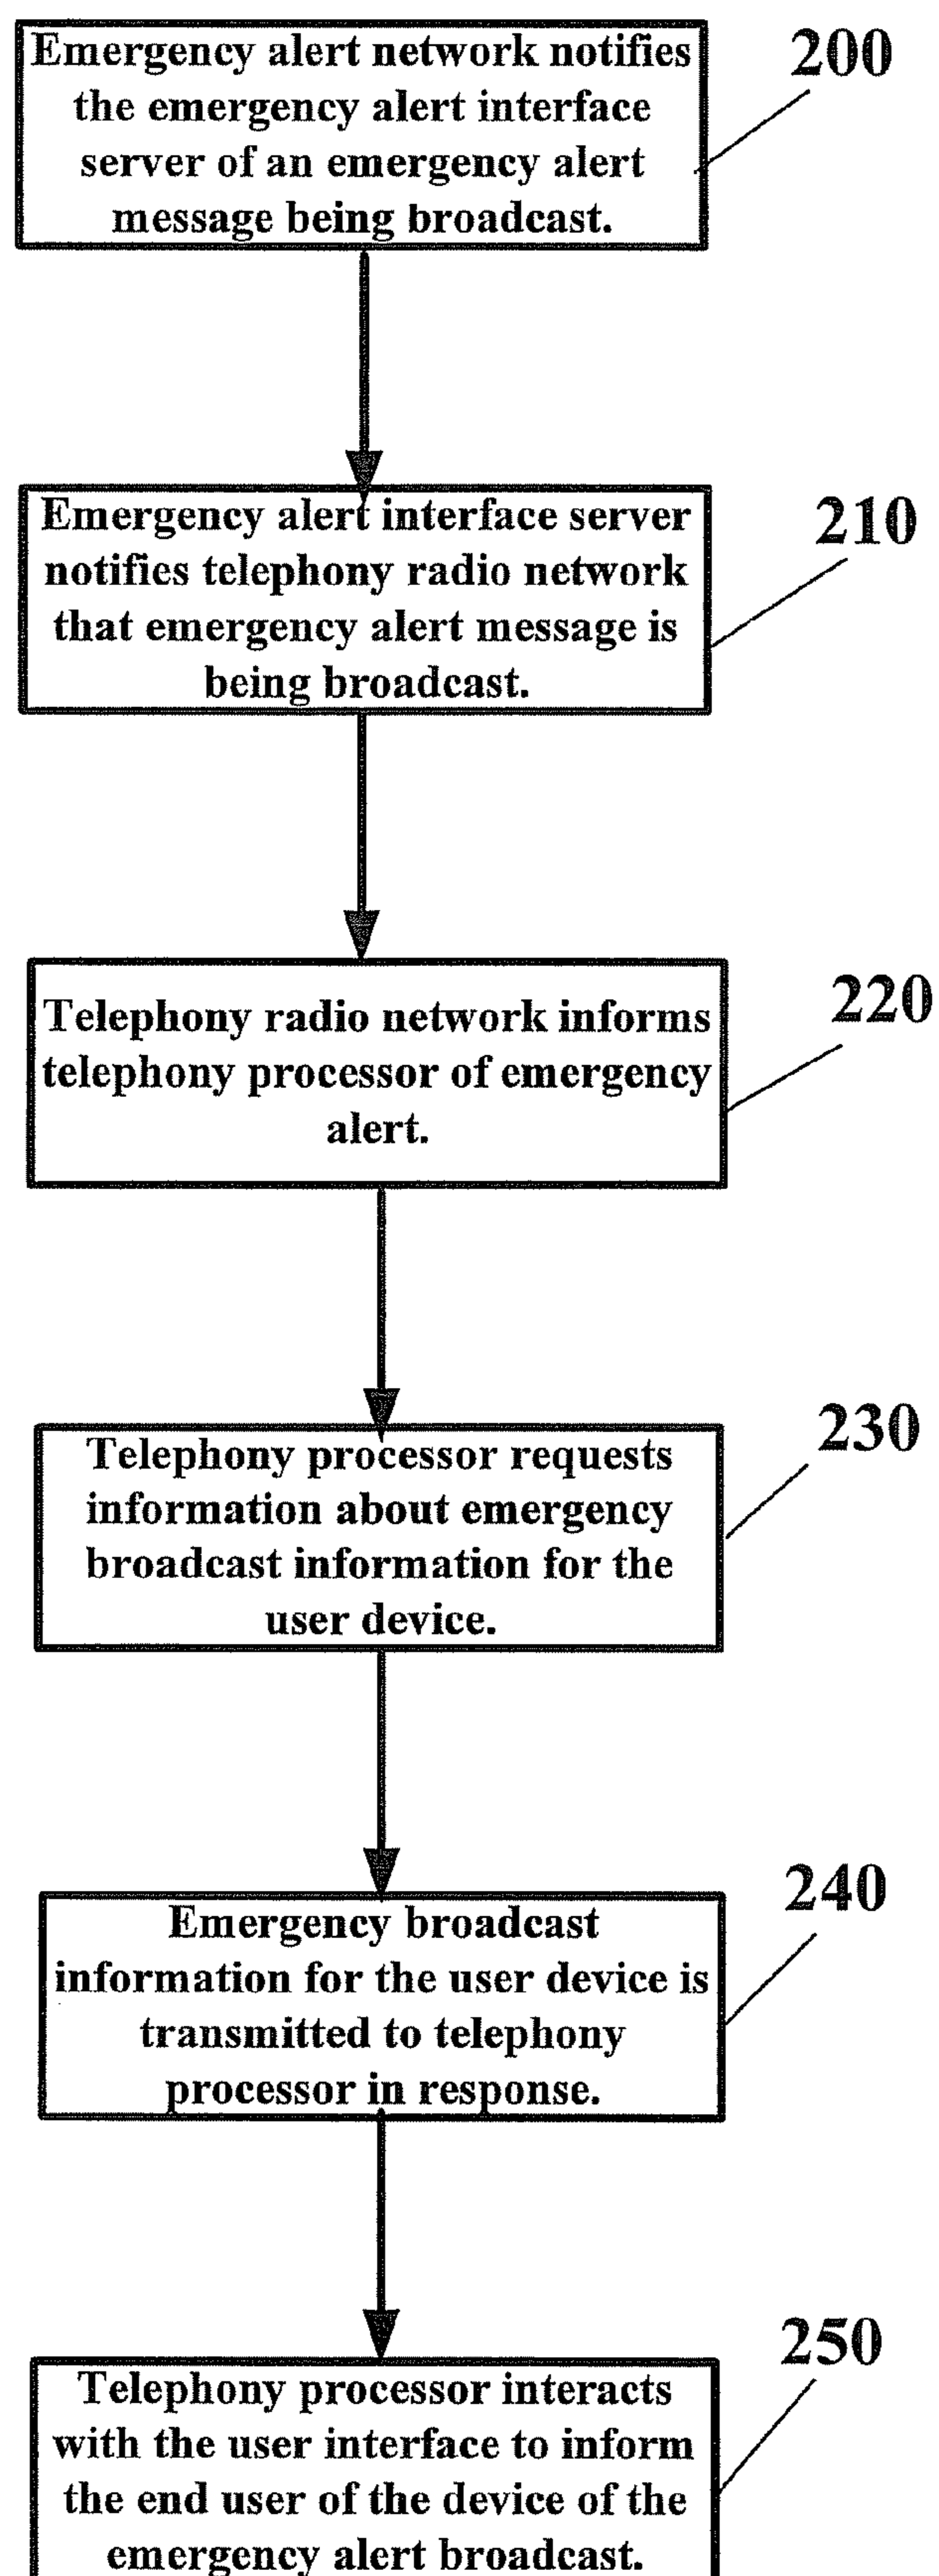 Emergency alert network notifies
the emergency alert interface
server of an emergency alert
message being broadcast.
200
Emergency alert interface server
notifies telephony radio network
that emergency alert message is
being broadcast.
210
Telephony radio network informs
telephony processor of emergency
alert.
220
Telephony processor requests
information about emergency
broadcast information for the
user device.
230
Emergency broadcast
information for the user device is
transmitted to telephony
processor in response.
240
Telephony processor interacts
with the user interface to inform
the end user of the device of the
emergency alert broadcast.
250